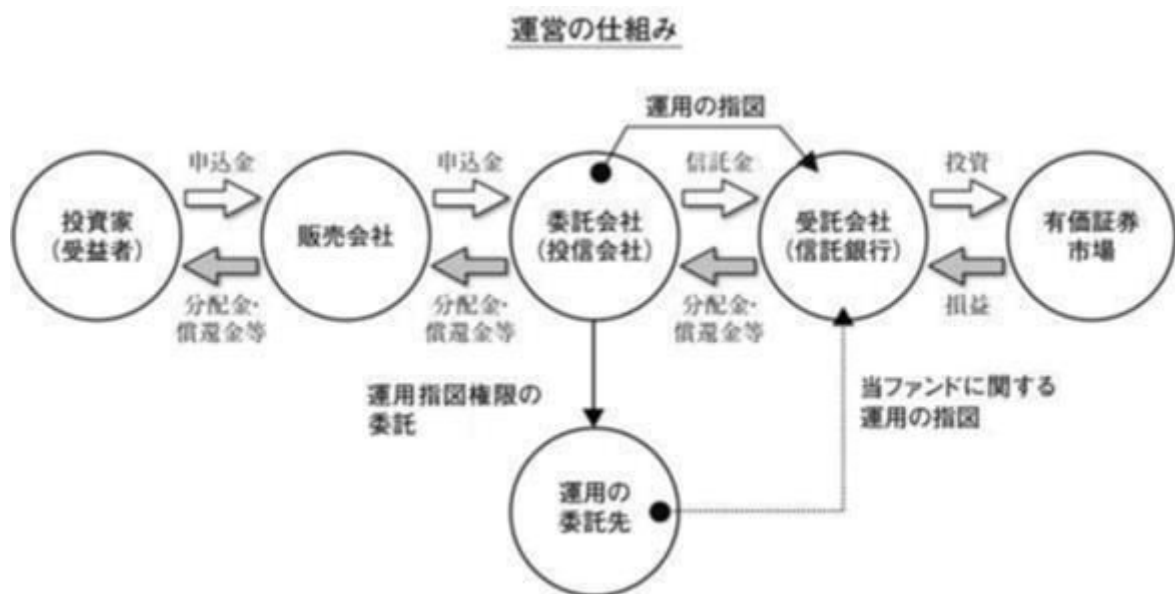 運営の仕組み
運用の指図
申込金
申込金
信託金
投資
投資家
(受益者)
販売会社
委託会社
(投信会社)
受託会社
(信託銀行)
有価証券
市場
分配金・
償還金等
分配金・
償還金等
分配金・
償還金等
損益
運用指図権限の
委託
当ファンドに関する
運用の指図
運用の
委託先